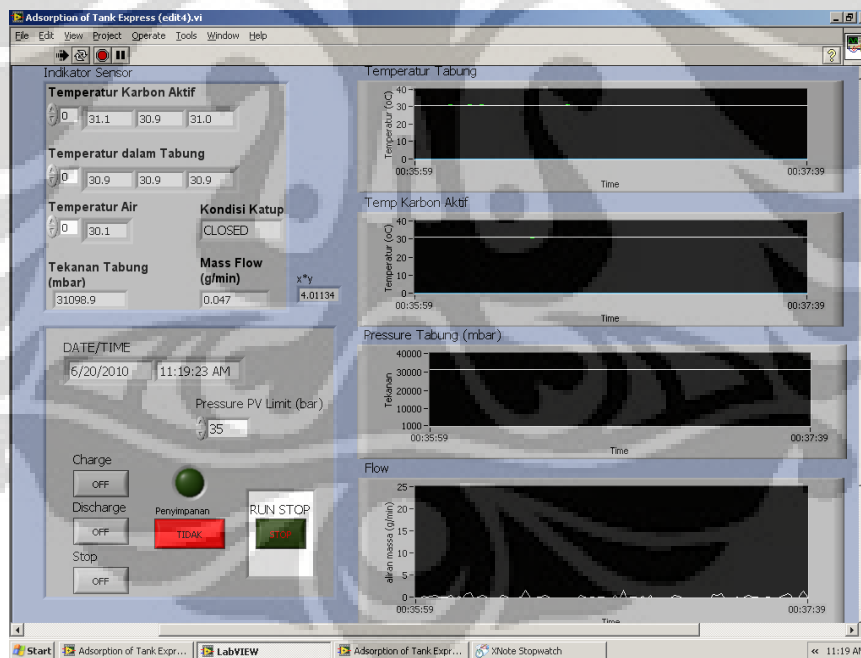 Adsorption of Tank Express (edit4).vi
File Edit View Project Operate Tools Window Help
Indikator Sensor
Temperatur Karbon Aktif
0 31.1 30.9 31.0
Temperatur dalam Tabung
0 30.9 30.9 30.9
Temperatur Air
0 30.1
Kondisi Katup
CLOSED
Tekanan Tabung
(mbar)
31098.9
Mass Flow
(g/min)
0.047
x*y
4.01134
DATE/TIME
6/20/2010 11:19:23 AM
Pressure PV Limit (bar)
35
Charge
OFF
Discharge
OFF
Stop
OFF
Penyimpanan
TIDAK
RUN STOP
STOP
Temperatur Tabung
Temperatur (oC)
40
30
20
10
0
00:35:59 00:37:39
Time
Temp Karbon Aktif
Temperatur (oC)
40
30
20
10
0
00:35:59 00:37:39
Time
Pressure Tabung (mbar)
Tekanan
40000
30000
20000
10000
1000
00:35:59 00:37:39
Time
Flow
aliran massa (g/min)
25
20
15
10
5
0
00:35:59 00:37:39
Time
Start Adsorption of Tank Expr... LabVIEW Adsorption of Tank Expr... XNote Stopwatch « 11:19 AM